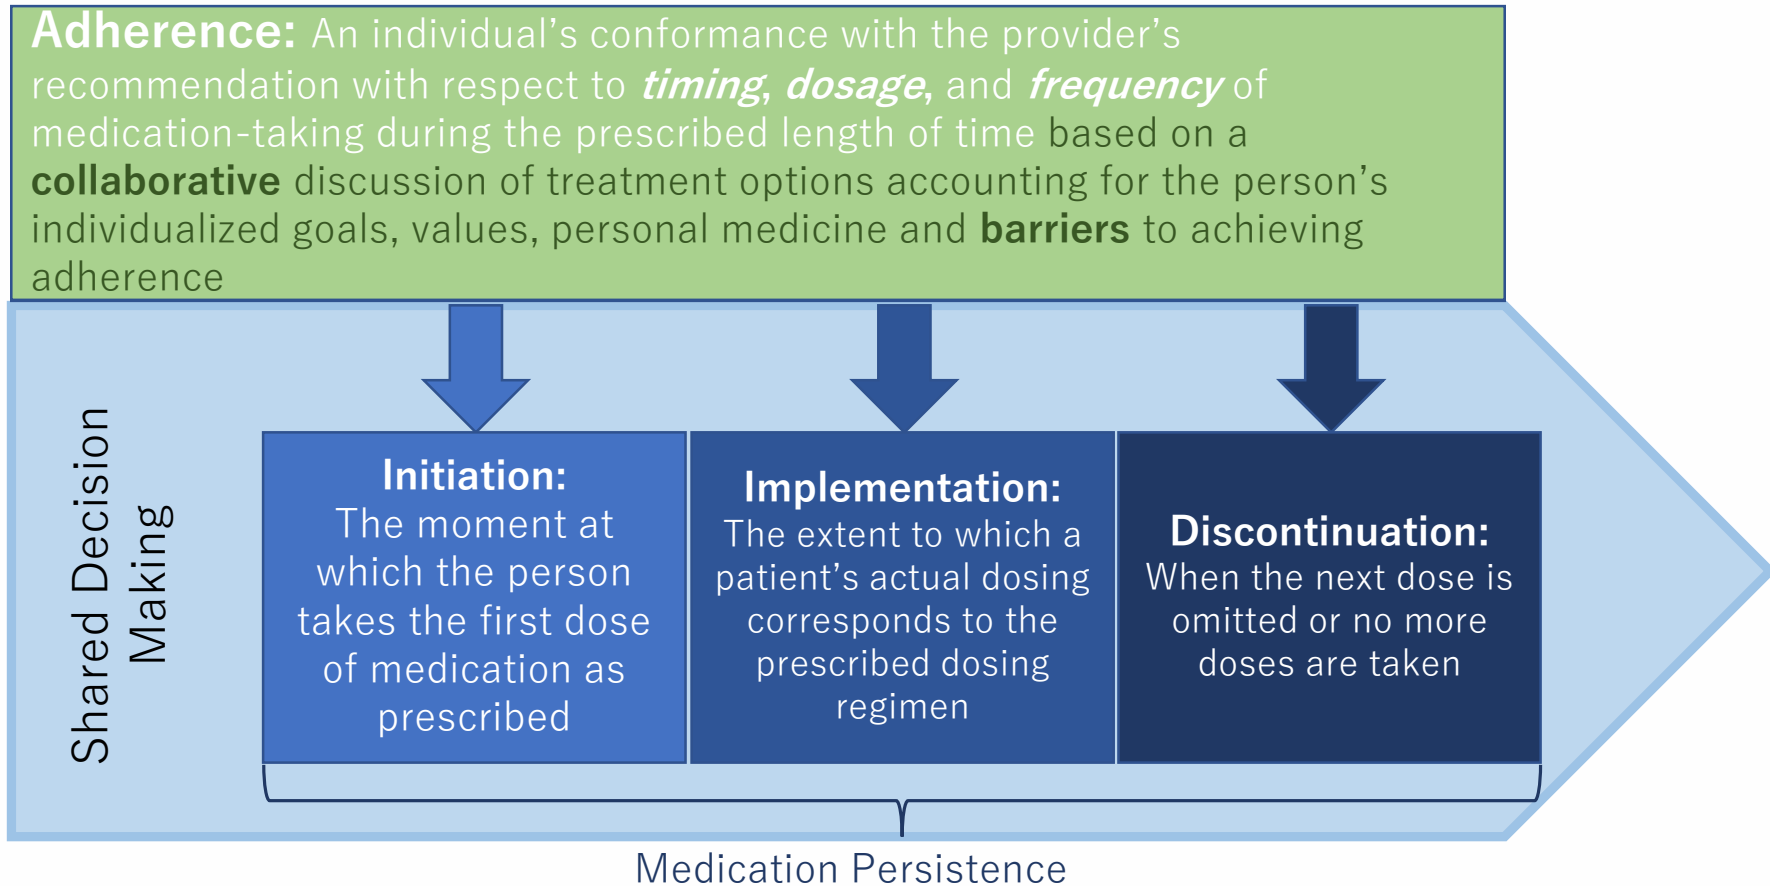 Adherence: An individual’s conformance with the provider’s
recommendation with respect to timing, dosage, and frequency of
medication-taking during the prescribed length of time based on a
collaborative discussion of treatment options accounting for the person’s
individualized goals, values, personal medicine and barriers to achieving
adherence
Shared Decision
Making
Initiation:
The moment at
which the person
takes the first dose
of medication as
prescribed
Implementation:
The extent to which a
patient’s actual dosing
corresponds to the
prescribed dosing
regimen
Discontinuation:
When the next dose is
omitted or no more
doses are taken
Medication Persistence